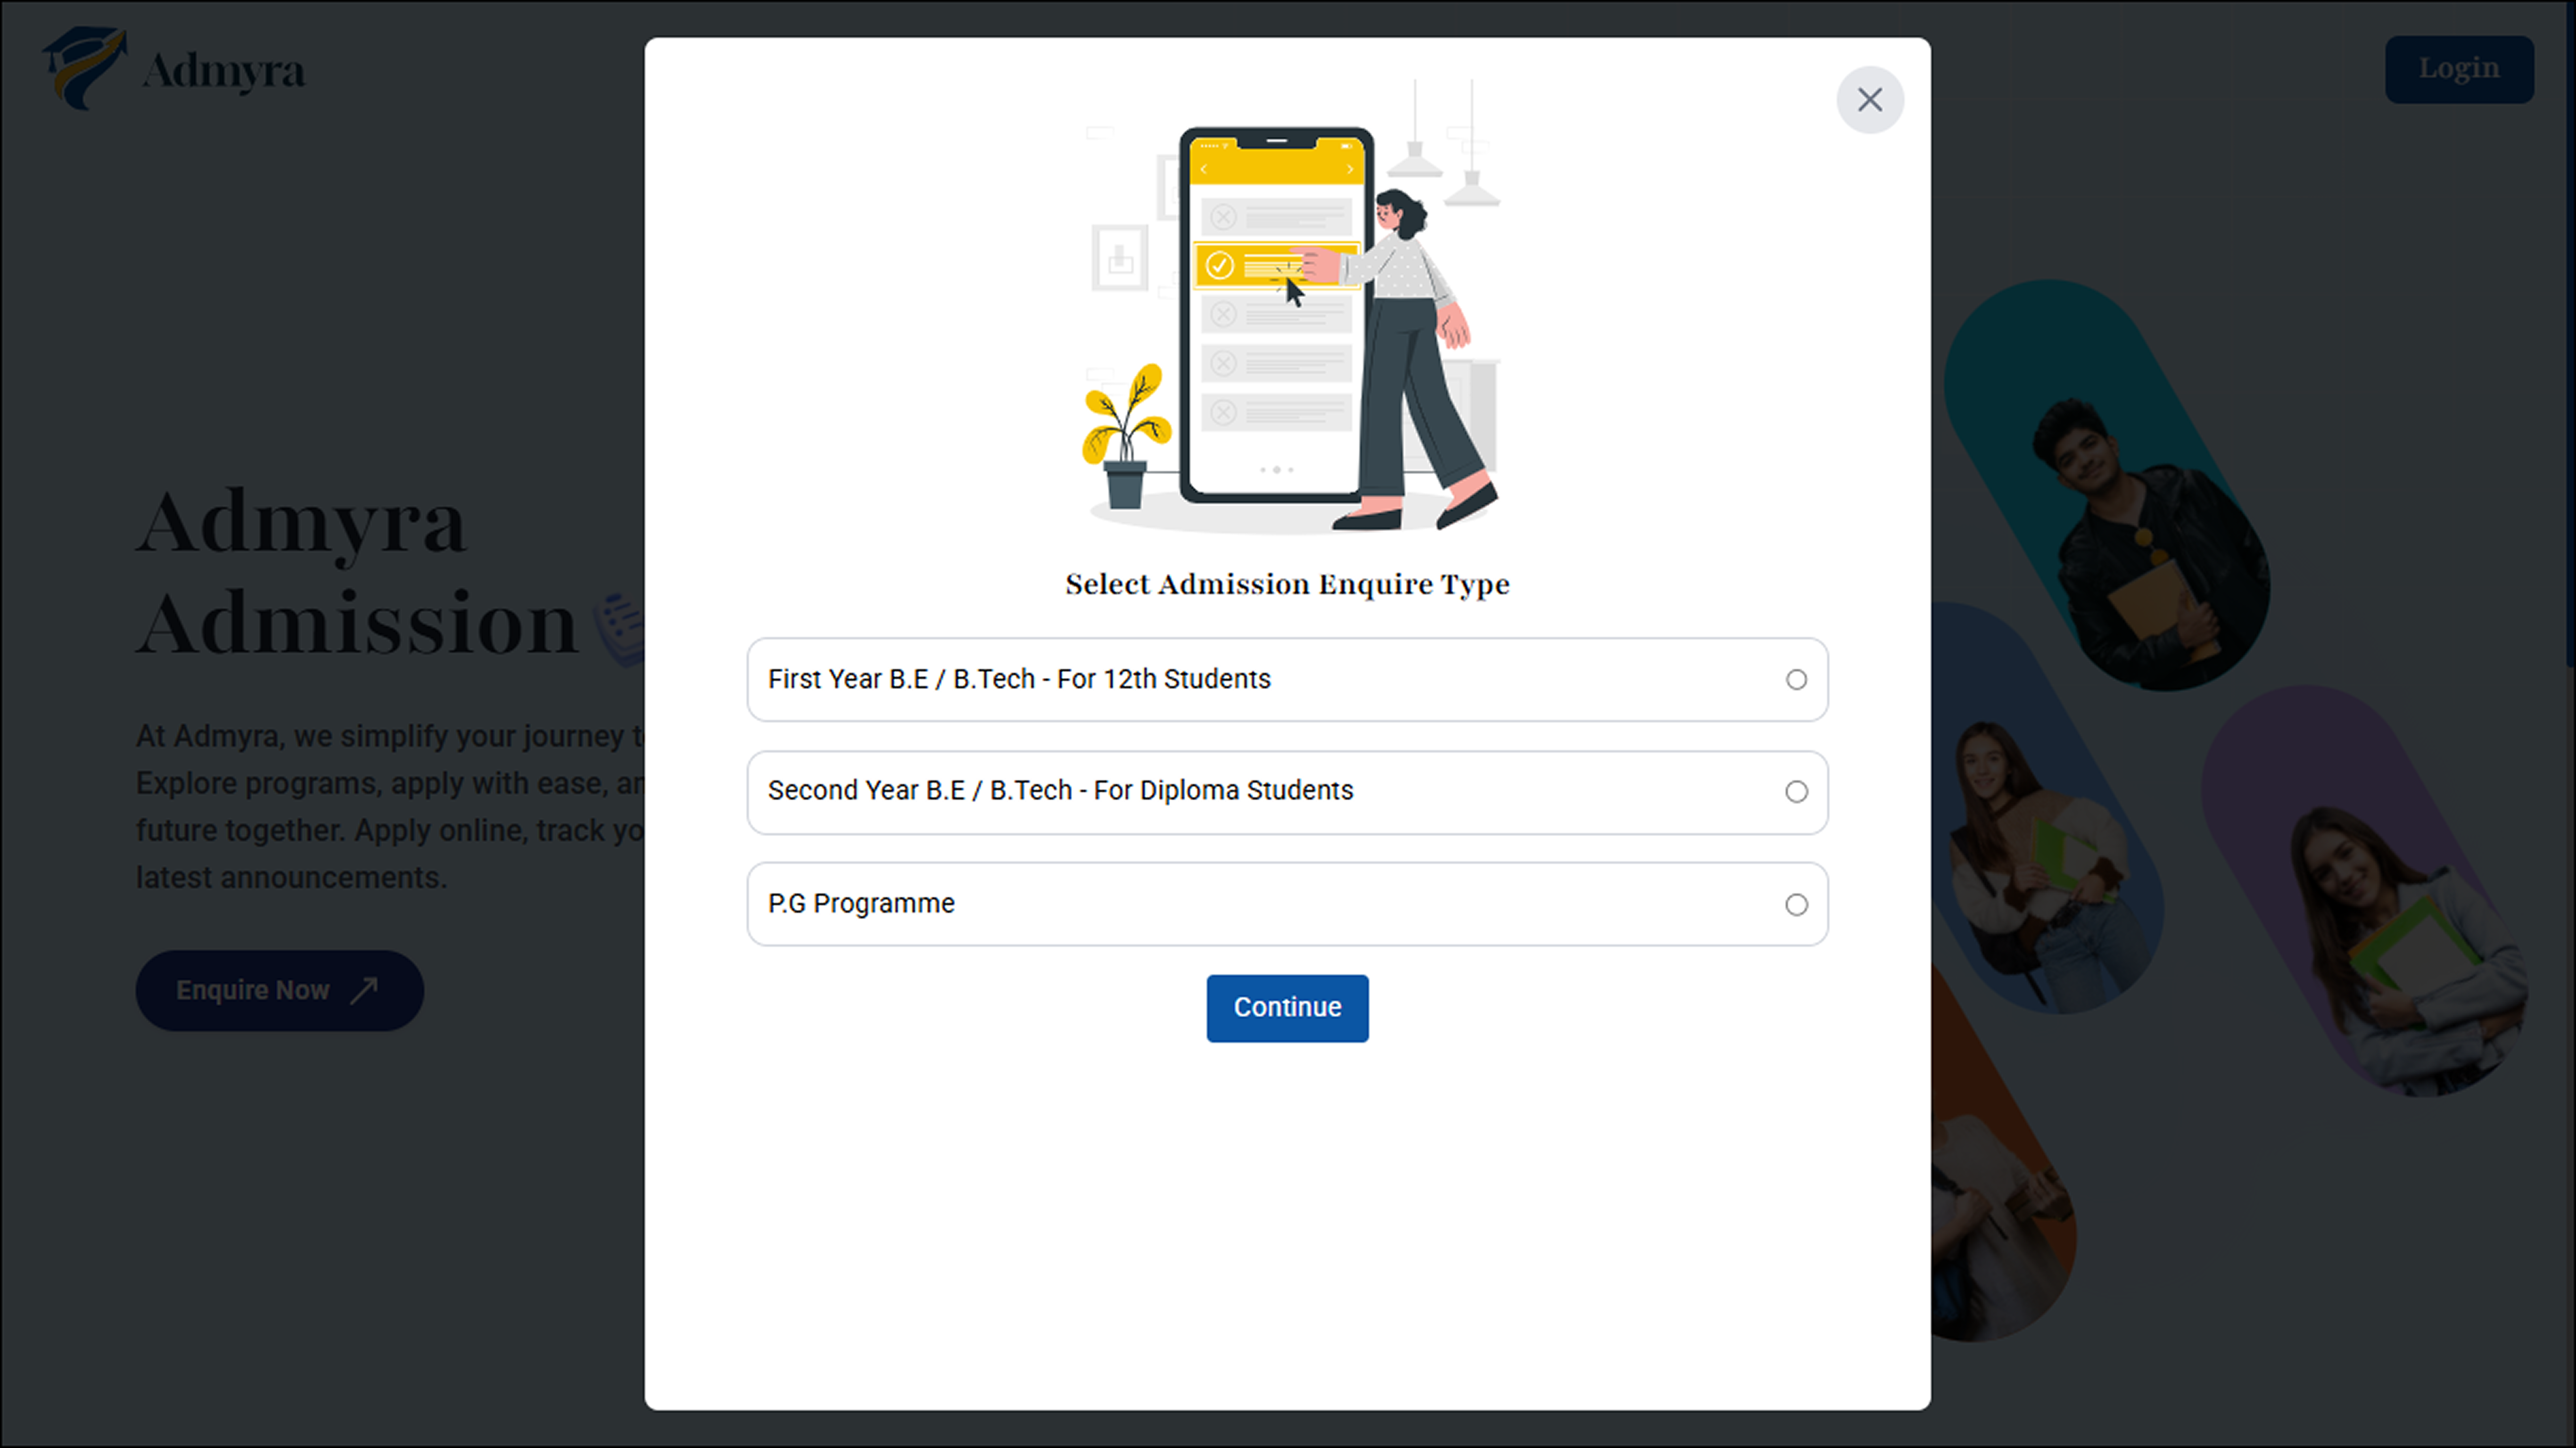 Admyra
Login
Admyra
Admission
At Admyra, we simplify your journey
Explore programs, apply with ease,
future together. Apply online, track
latest announcements.
Enquire Now
Select Admission Enquire Type
First Year B.E / B.Tech - For 12th Students
Second Year B.E / B.Tech - For Diploma Students
P.G Programme
Continue